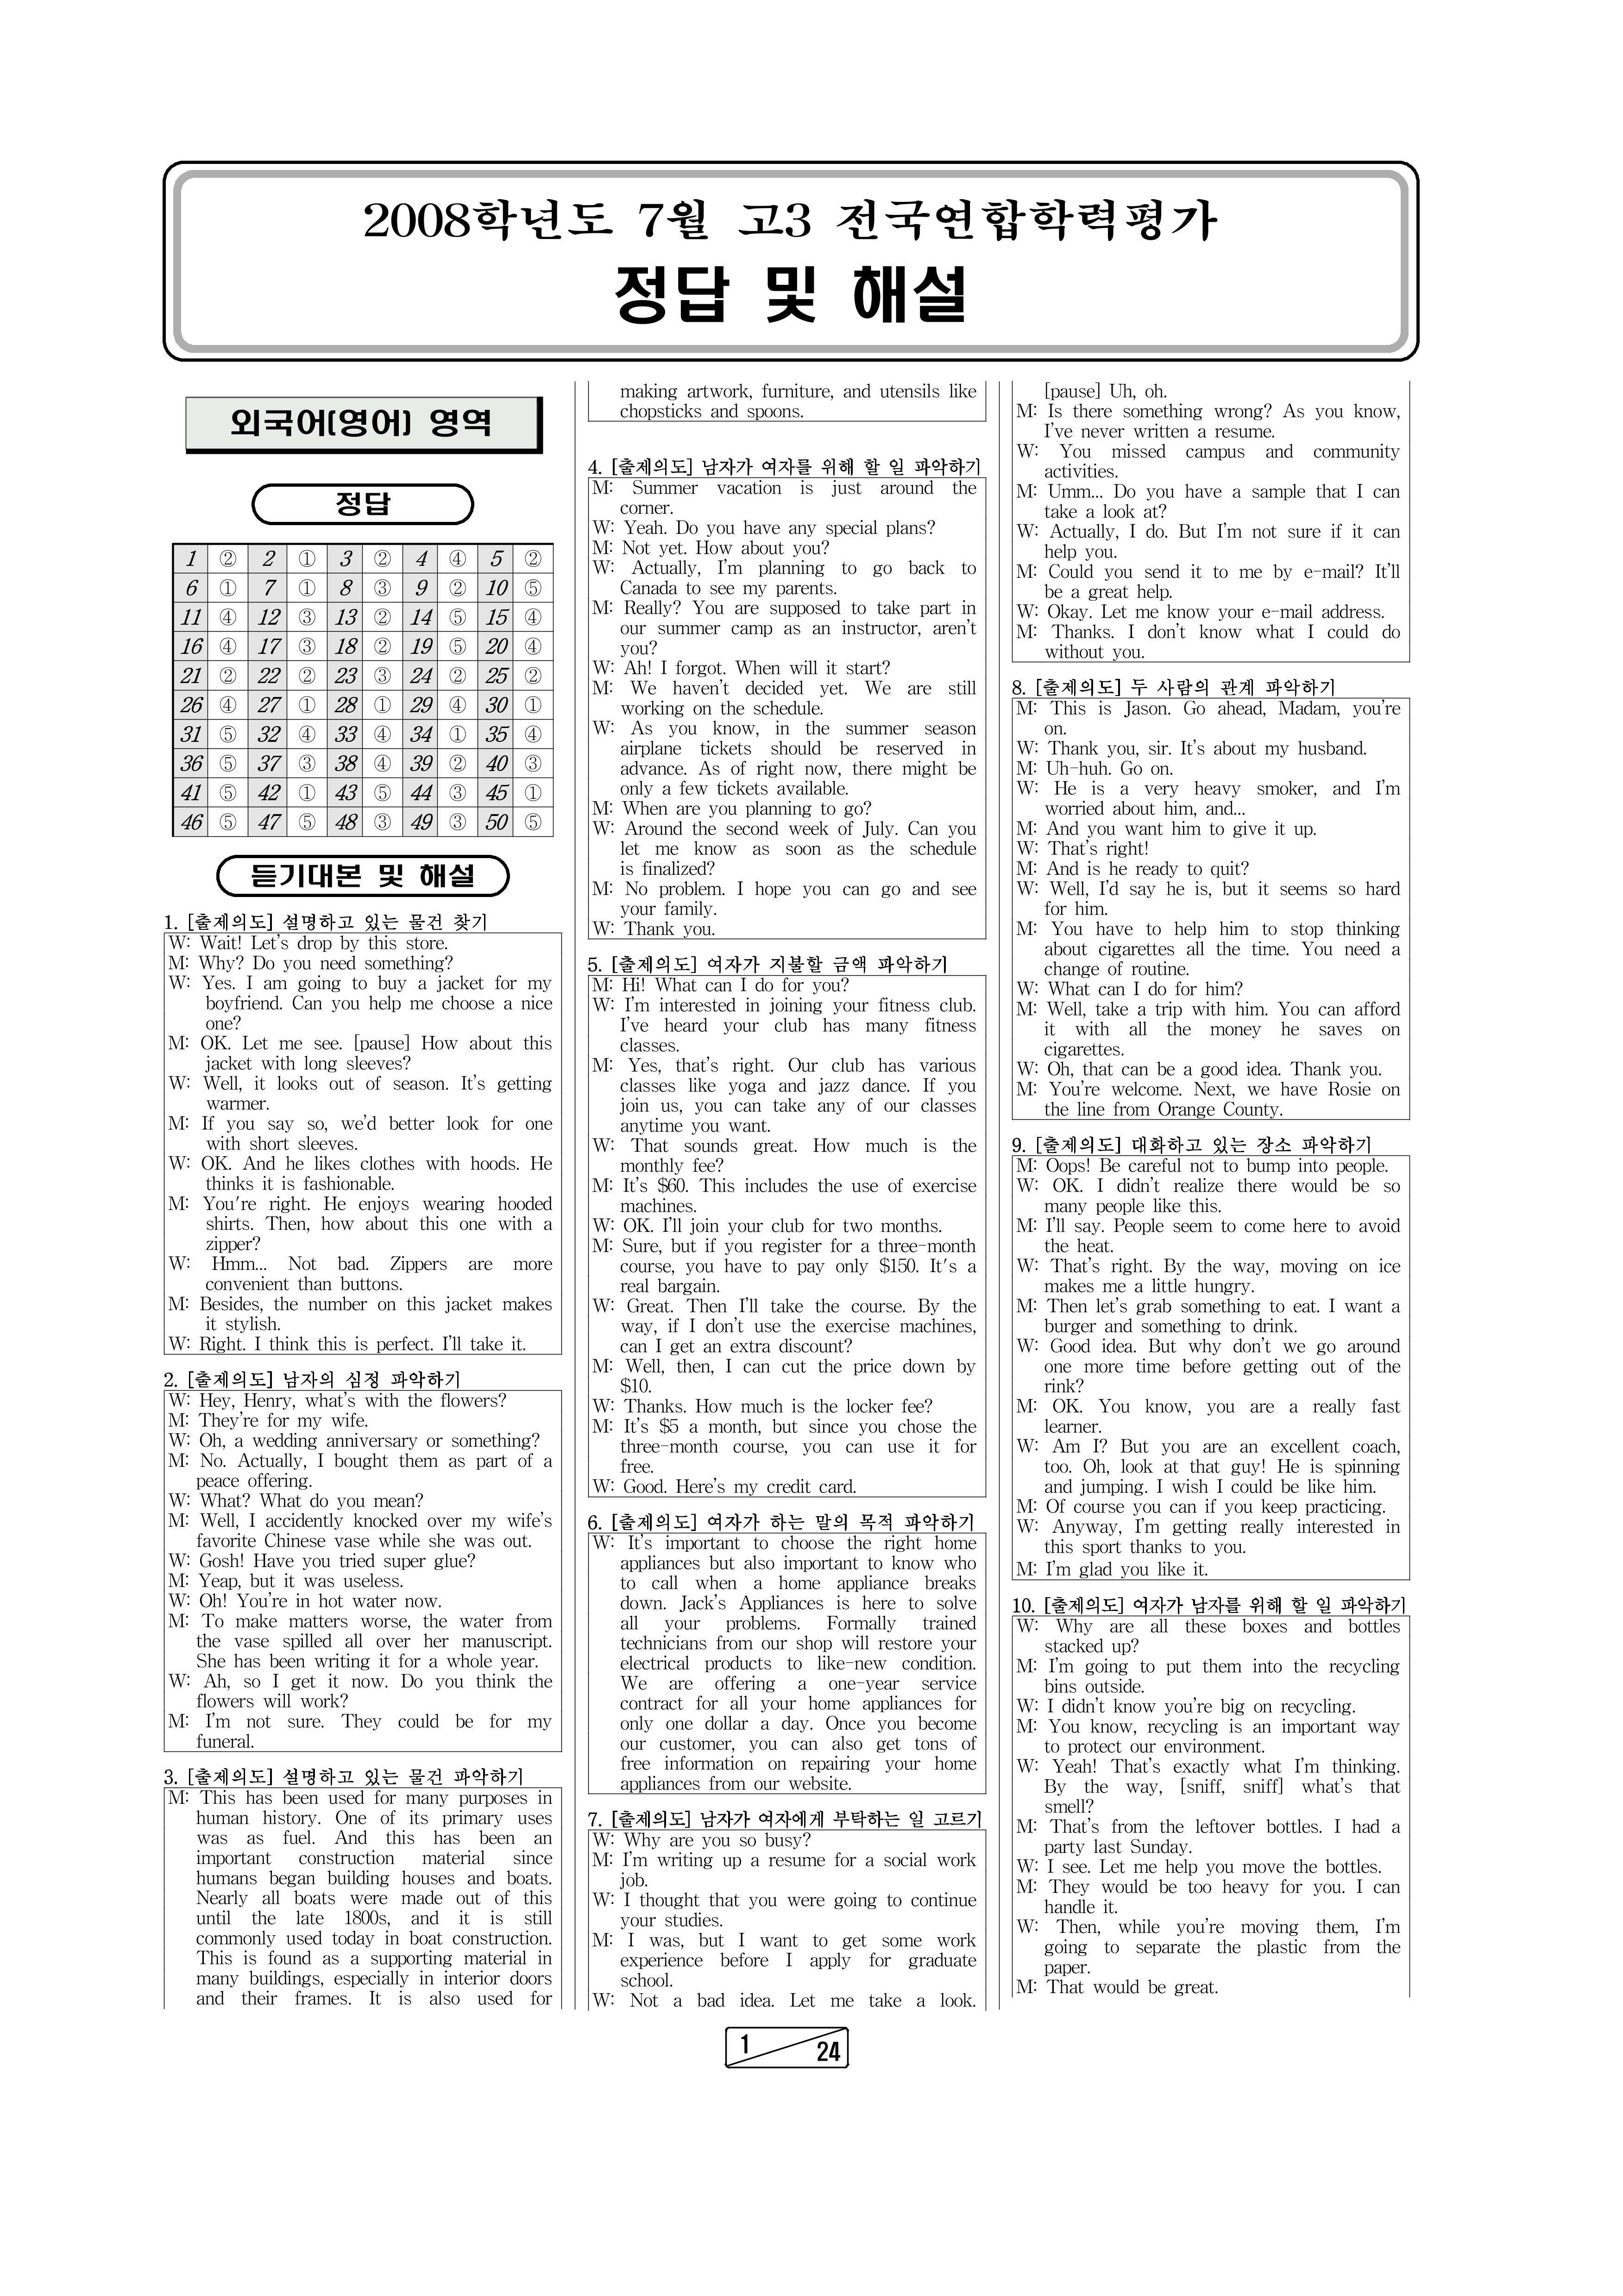 2008학년도 7월 고3 전국연합학력평가
정답 및 해설
외국어(영어) 영역
정답
1 ② 2 ① 3 ② 4 ④ 5 ②
6 ① 7 ① 8 ③ 9 ② 10 ⑤
11 ④ 12 ③ 13 ② 14 ⑤ 15 ④
16 ④ 17 ③ 18 ② 19 ⑤ 20 ④
21 ② 22 ② 23 ③ 24 ② 25 ②
26 ④ 27 ① 28 ① 29 ④ 30 ①
31 ⑤ 32 ④ 33 ④ 34 ① 35 ④
36 ⑤ 37 ③ 38 ④ 39 ② 40 ③
41 ⑤ 42 ① 43 ⑤ 44 ③ 45 ①
46 ⑤ 47 ⑤ 48 ③ 49 ③ 50 ⑤
듣기대본 및 해설
1. [출제의도] 설명하고 있는 물건 찾기
W: Wait! Let's drop by this store.
M: Why? Do you need something?
W: Yes. I am going to buy a jacket for my
boyfriend. Can you help me choose a nice
one?
M: OK. Let me see. [pause] How about this
jacket with long sleeves?
W: Well, it looks out of season. It's getting
warmer.
M: If you say so, we'd better look for one
with short sleeves.
W: OK. And he likes clothes with hoods. He
thinks it is fashionable.
M: You're right. He enjoys wearing hooded
shirts. Then, how about this one with a
zipper?
W: Hmm... Not bad. Zippers are more
convenient than buttons.
M: Besides, the number on this jacket makes
it stylish.
W: Right. I think this is perfect. I'll take it.
2. [출제의도] 남자의 심정 파악하기
W: Hey, Henry, what's with the flowers?
M: They're for my wife.
W: Oh, a wedding anniversary or something?
M: No. Actually, I bought them as part of a
peace offering.
W: What? What do you mean?
M: Well, I accidently knocked over my wife's
favorite Chinese vase while she was out.
W: Gosh! Have you tried super glue?
M: Yeap, but it was useless.
W: Oh! You're in hot water now.
M: To make matters worse, the water from
the vase spilled all over her manuscript.
She has been writing it for a whole year.
W: Ah, so I get it now. Do you think the
flowers will work?
M: I'm not sure. They could be for my
funeral.
3. [출제의도] 설명하고 있는 물건 파악하기
M: This has been used for many purposes in
human history. One of its primary uses
was as fuel. And this has been an
important construction material since
humans began building houses and boats.
Nearly all boats were made out of this
until the late 1800s, and it is still
commonly used today in boat construction.
This is found as a supporting material in
many buildings, especially in interior doors
and their frames. It is also used for
making artwork, furniture, and utensils like
chopsticks and spoons.
4. [출제의도] 남자가 여자를 위해 할 일 파악하기
M: Summer vacation is just around the
corner.
W: Yeah. Do you have any special plans?
M: Not yet. How about you?
W: Actually, I'm planning to go back to
Canada to see my parents.
M: Really? You are supposed to take part in
our summer camp as an instructor, aren't
you?
W: Ah! I forgot. When will it start?
M: We haven't decided yet. We are still
working on the schedule.
W: As you know, in the summer season
airplane tickets should be reserved in
advance. As of right now, there might be
only a few tickets available.
M: When are you planning to go?
W: Around the second week of July. Can you
let me know as soon as the schedule
is finalized?
M: No problem. I hope you can go and see
your family.
W: Thank you.
5. [출제의도] 여자가 지불할 금액 파악하기
M: Hi! What can I do for you?
W: I'm interested in joining your fitness club.
I've heard your club has many fitness
classes.
M: Yes, that's right. Our club has various
classes like yoga and jazz dance. If you
join us, you can take any of our classes
anytime you want.
W: That sounds great. How much is the
monthly fee?
M: It's $60. This includes the use of exercise
machines.
W: OK. I'll join your club for two months.
M: Sure, but if you register for a three-month
course, you have to pay only $150. It's a
real bargain.
W: Great. Then I'll take the course. By the
way, if I don't use the exercise machines,
can I get an extra discount?
M: Well, then, I can cut the price down by
$10.
W: Thanks. How much is the locker fee?
M: It's $5 a month, but since you chose the
three-month course, you can use it for
free.
W: Good. Here's my credit card.
6. [출제의도] 여자가 하는 말의 목적 파악하기
W: It's important to choose the right home
appliances but also important to know who
to call when a home appliance breaks
down. Jack's Appliances is here to solve
all your problems. Formally trained
technicians from our shop will restore your
electrical products to like-new condition.
We are offering a one-year service
contract for all your home appliances for
only one dollar a day. Once you become
our customer, you can also get tons of
free information on repairing your home
appliances from our website.
7. [출제의도] 남자가 여자에게 부탁하는 일 고르기
W: Why are you so busy?
M: I'm writing up a resume for a social work
job.
W: I thought that you were going to continue
your studies.
M: I was, but I want to get some work
experience before I apply for graduate
school.
W: Not a bad idea. Let me take a look.
[pause] Uh, oh.
M: Is there something wrong? As you know,
I've never written a resume.
W: You missed campus and community
activities.
M: Umm... Do you have a sample that I can
take a look at?
W: Actually, I do. But I'm not sure if it can
help you.
M: Could you send it to me by e-mail? It'll
be a great help.
W: Okay. Let me know your e-mail address.
M: Thanks. I don't know what I could do
without you.
8. [출제의도] 두 사람의 관계 파악하기
M: This is Jason. Go ahead, Madam, you're
on.
W: Thank you, sir. It's about my husband.
M: Uh-huh. Go on.
W: He is a very heavy smoker, and I'm
worried about him, and...
M: And you want him to give it up.
W: That's right!
M: And is he ready to quit?
W: Well, I'd say he is, but it seems so hard
for him.
M: You have to help him to stop thinking
about cigarettes all the time. You need a
change of routine.
W: What can I do for him?
M: Well, take a trip with him. You can afford
it with all the money he saves on
cigarettes.
W: Oh, that can be a good idea. Thank you.
M: You're welcome. Next, we have Rosie on
the line from Orange County.
9. [출제의도] 대화하고 있는 장소 파악하기
M: Oops! Be careful not to bump into people.
W: OK. I didn't realize there would be so
many people like this.
M: I'll say. People seem to come here to avoid
the heat.
W: That's right. By the way, moving on ice
makes me a little hungry.
M: Then let's grab something to eat. I want a
burger and something to drink.
W: Good idea. But why don't we go around
one more time before getting out of the
rink?
M: OK. You know, you are a really fast
learner.
W: Am I? But you are an excellent coach,
too. Oh, look at that guy! He is spinning
and jumping. I wish I could be like him.
M: Of course you can if you keep practicing.
W: Anyway, I'm getting really interested in
this sport thanks to you.
M: I'm glad you like it.
10. [출제의도] 여자가 남자를 위해 할 일 파악하기
W: Why are all these boxes and bottles
stacked up?
M: I'm going to put them into the recycling
bins outside.
W: I didn't know you're big on recycling.
M: You know, recycling is an important way
to protect our environment.
W: Yeah! That's exactly what I'm thinking.
By the way, [sniff, sniff] what's that
smell?
M: That's from the leftover bottles. I had a
party last Sunday.
W: I see. Let me help you move the bottles.
M: They would be too heavy for you. I can
handle it.
W: Then, while you're moving them, I'm
going to separate the plastic from the
paper.
M: That would be great.
1 24